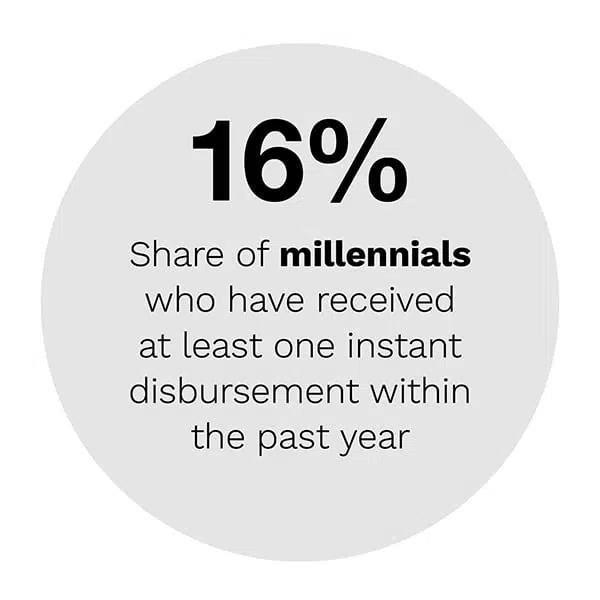 16%
Share of millennials
who have received
at least one instant
disbursement within
the past year